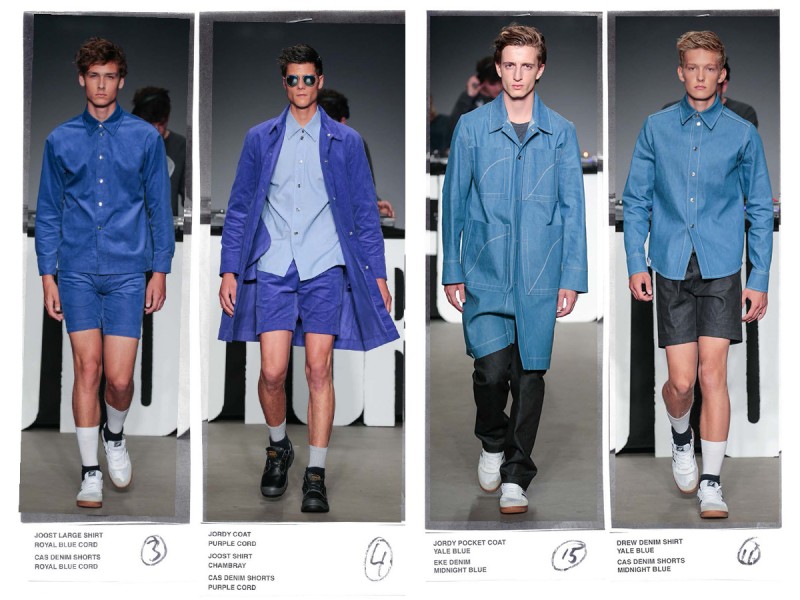 JOOST LARGE SHIRT
ROYAL BLUE CORD
CAS DENIM SHORTS
ROYAL BLUE CORD
3
JORDY COAT
PURPLE CORD
JOOST SHIRT
CHAMBRAY
CAS DENIM SHORTS
PURPLE CORD
4
JORDY POCKET COAT
YALE BLUE
EKE DENIM
MIDNIGHT BLUE
15
DREW DENIM SHIRT
YALE BLUE
CAS DENIM SHORTS
MIDNIGHT BLUE